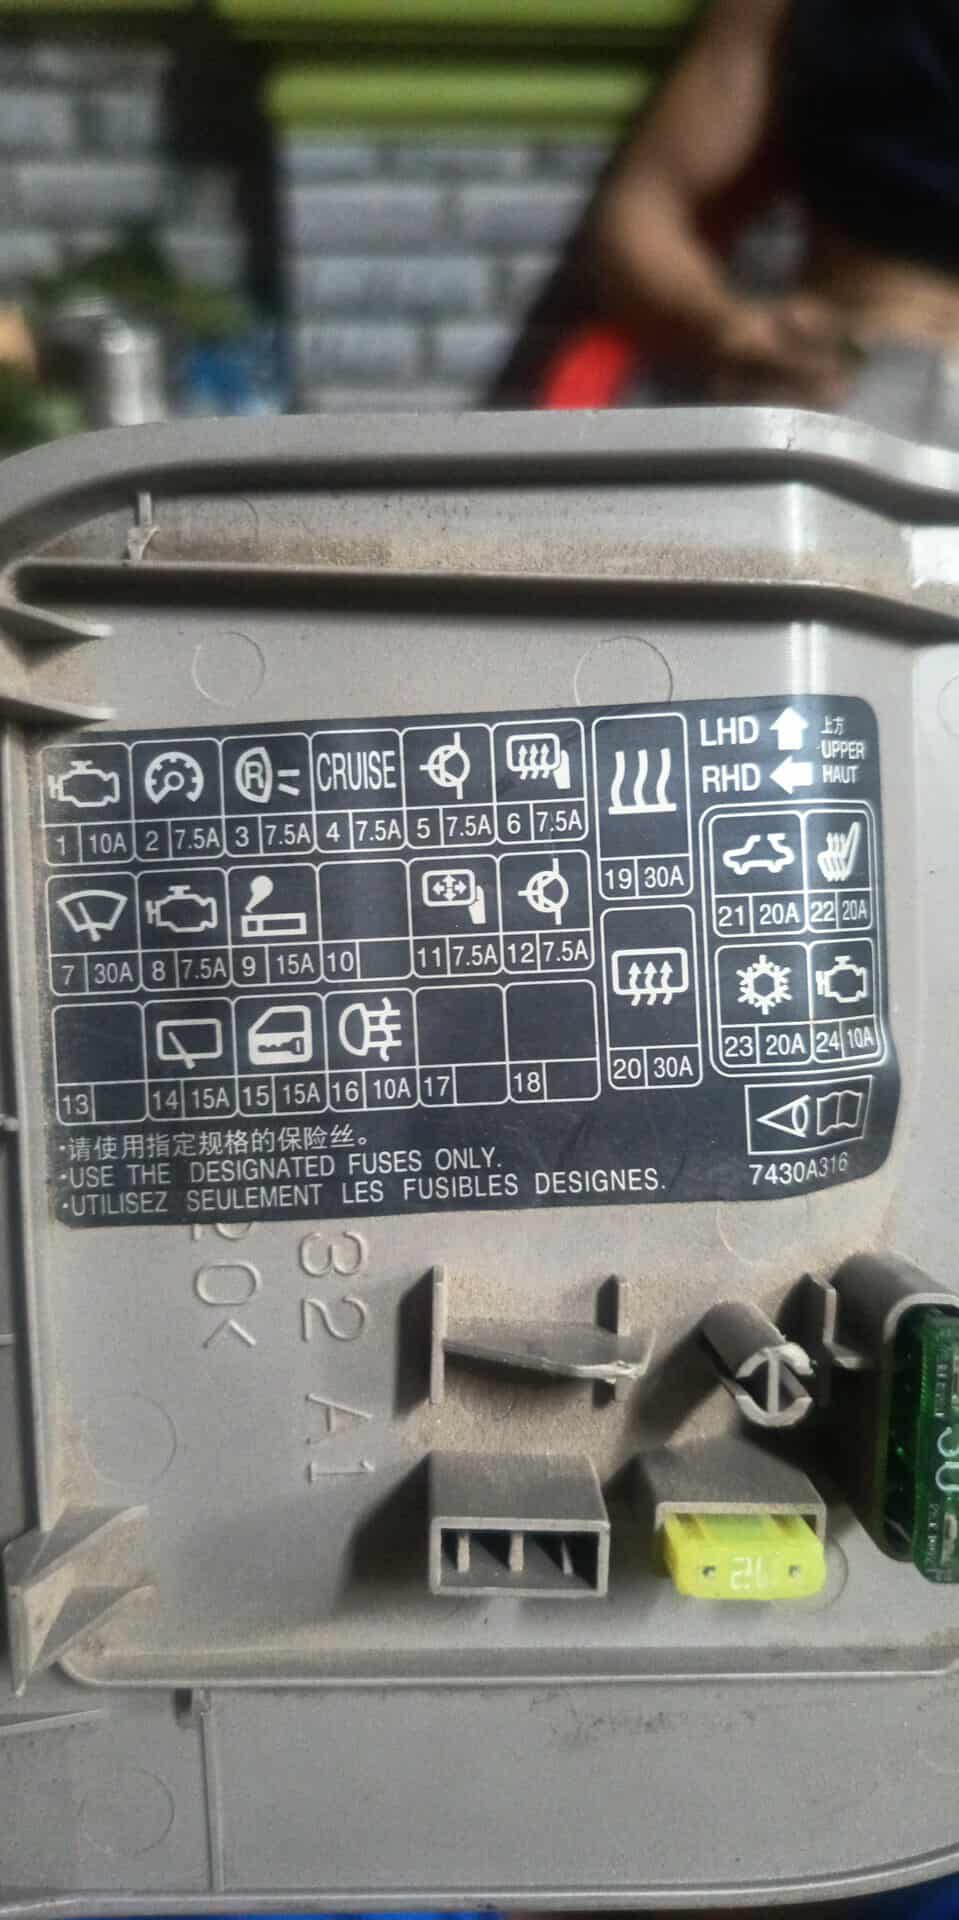 LHD 上方
UPPER
RHD HAUT
CRUISE
1 10A 2 7.5A 3 7.5A 4 7.5A 5 7.5A 6 7.5A
19 30A
21 20A 22 20A
7 30A 8 7.5A 9 15A 10 11 7.5A 12 7.5A
23 20A 24 10A
20 30A
13 14 15A 15 15A 16 10A 17 18
·请使用指定规格的保险丝。
·USE THE DESIGNATED FUSES ONLY.
·UTILISEZ SEULEMENT LES FUSIBLES DESIGNES.
7430A316
20K
32 A1
30